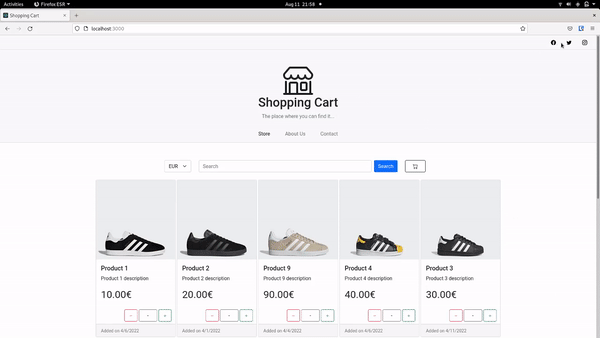 Activities Firefox ESR Aug 11 21:58
Shopping Cart
localhost:3000
Shopping Cart
The place where you can find it...
Store About Us Contact
EUR Search Search
Product 1 Product 2 Product 9 Product 4 Product 3
Product 1 description Product 2 description Product 9 description Product 4 description Product 3 description
10.00€ 20.00€ 90.00€ 40.00€ 30.00€
Added on 6/6/2022 Added on 4/1/2022 Added on 4/4/2022 Added on 6/6/2022 Added on 4/11/2022